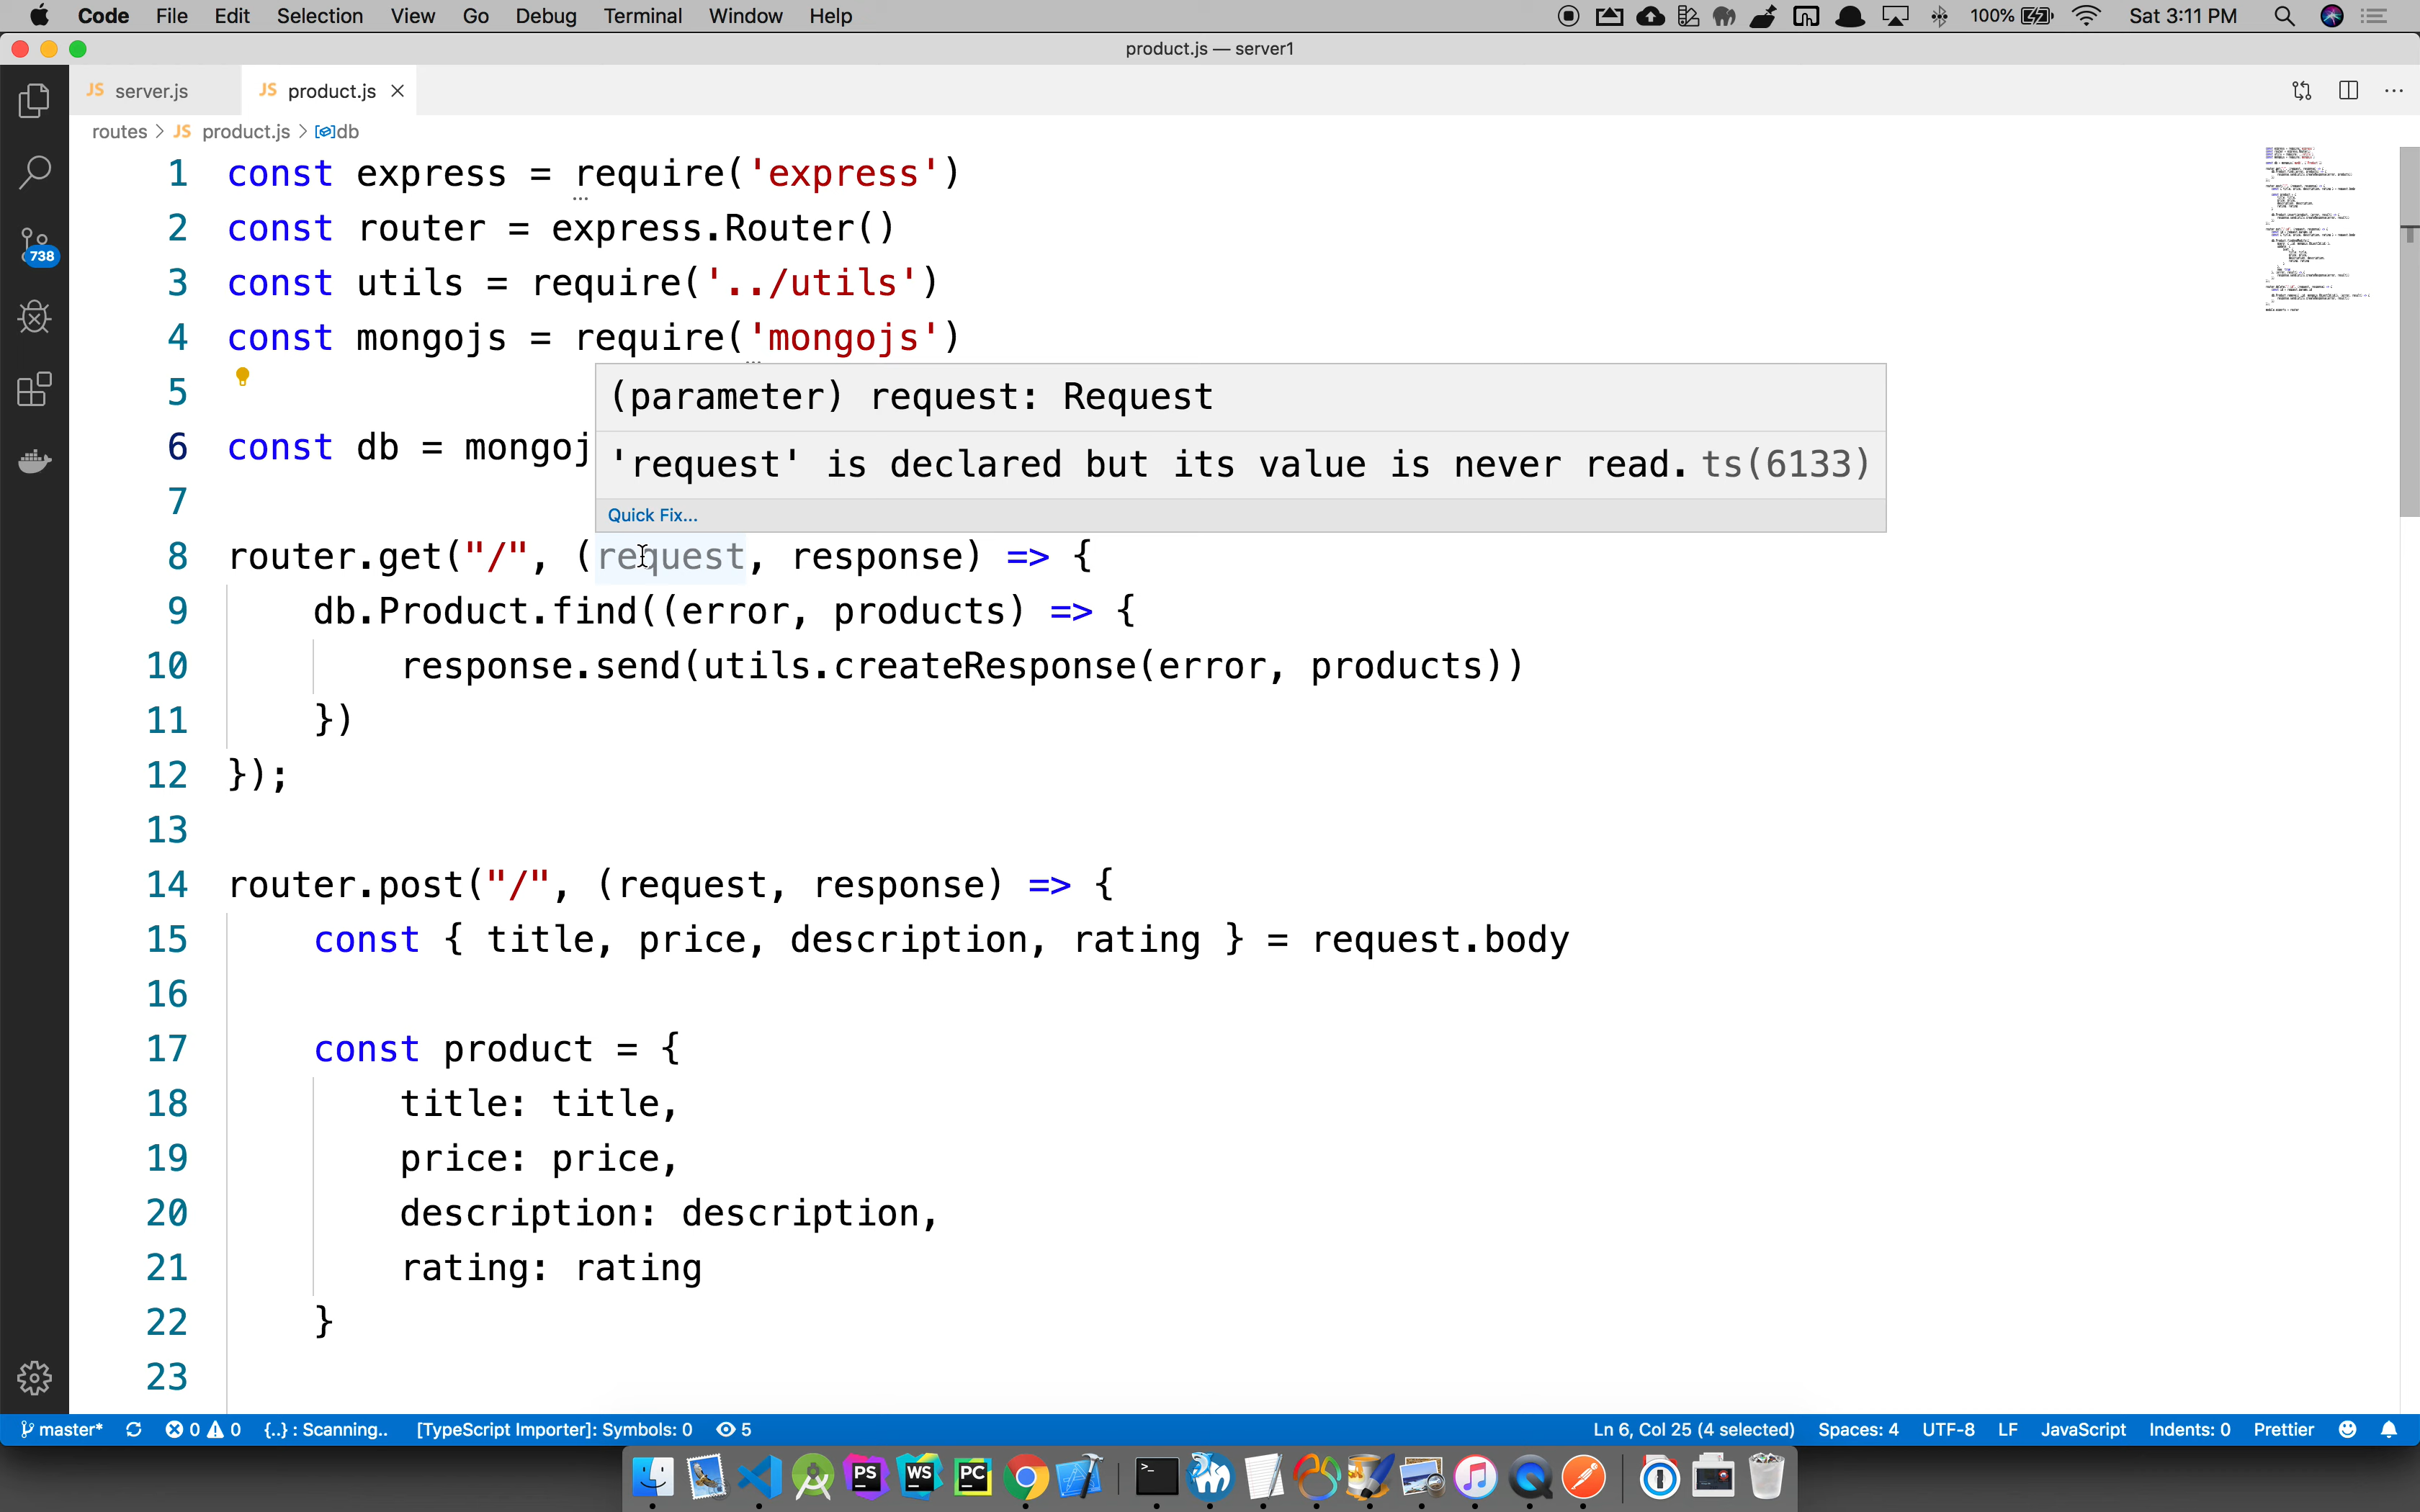 Code File Edit Selection View Go Debug Terminal Window Help 100% Sat 3:11 PM
product.js — server1
JS server.js JS product.js
routes > JS product.js > db
738
1 const express = require('express')
2 const router = express.Router()
3 const utils = require('../utils')
4 const mongojs = require('mongojs')
5
(parameter) request: Request
6 const db = mongoj
'request' is declared but its value is never read. ts(6133)
7
Quick Fix...
8 router.get("/", (request, response) => {
9 db.Product.find((error, products) => {
10 response.send(utils.createResponse(error, products))
11 })
12 });
13
14 router.post("/", (request, response) => {
15 const { title, price, description, rating } = request.body
16
17 const product = {
18 title: title,
19 price: price,
20 description: description,
21 rating: rating
22 }
23
master* 0 0 {..} : Scanning.. [TypeScript Importer]: Symbols: 0 5 Ln 6, Col 25 (4 selected) Spaces: 4 UTF-8 LF JavaScript Indents: 0 Prettier
PS WS PC